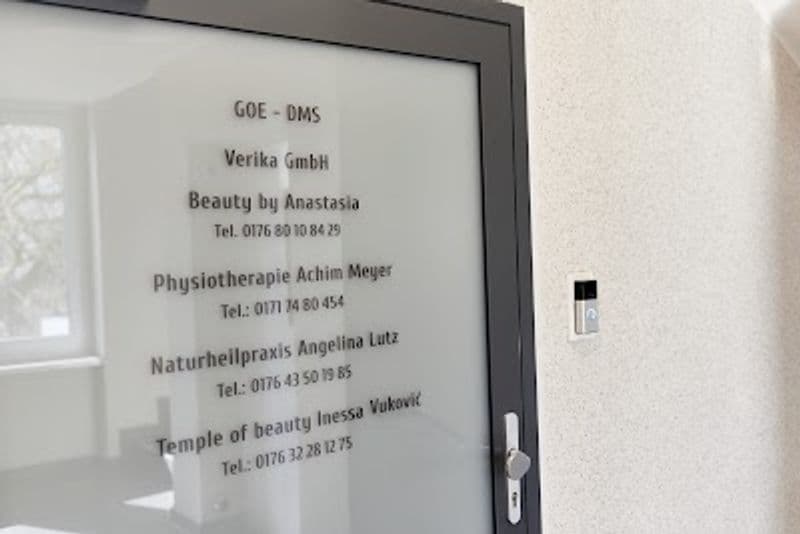 GOE - DMS
Verika GmbH
Beauty by Anastasia
Tel. 0176 80 10 84 29
Physiotherapie Achim Meyer
Tel.: 0171 74 80 454
Naturheilpraxis Angelina Lutz
Tel.: 0176 43 50 19 85
Temple of beauty Inessa Vuković
Tel.: 0176 32 28 12 75